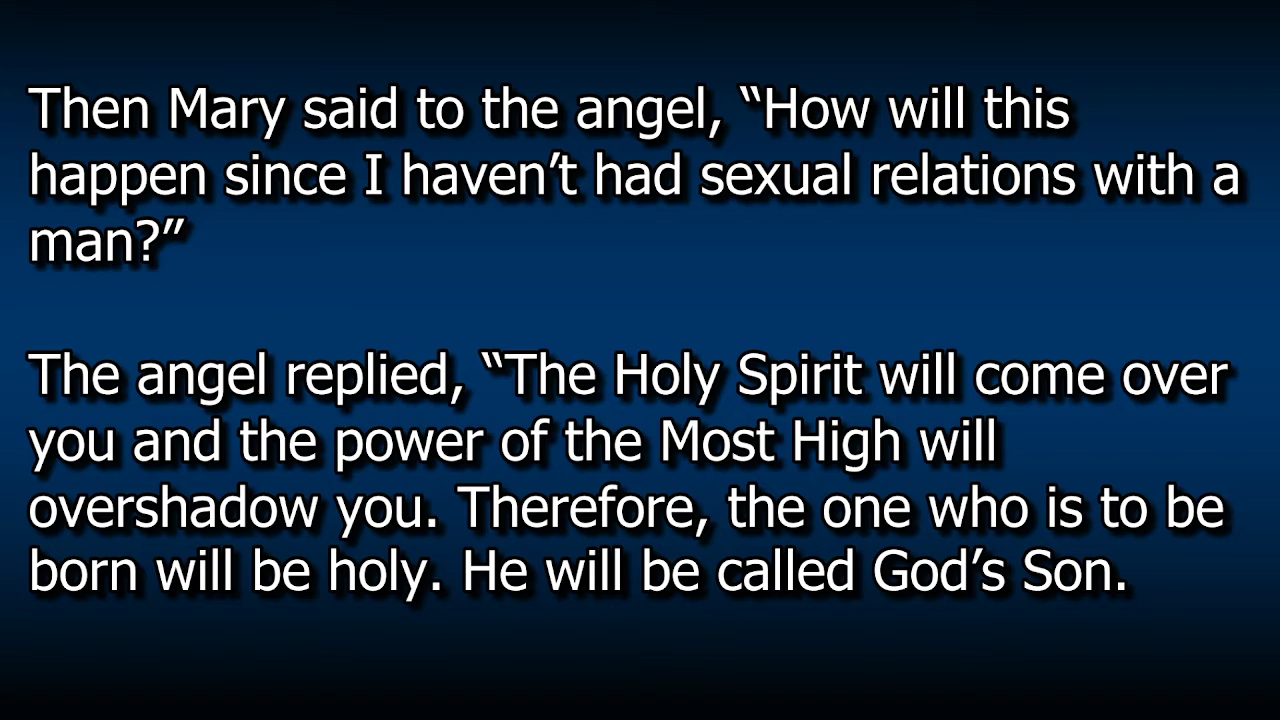 Then Mary said to the angel, “How will this
happen since I haven’t had sexual relations with a
man?”
The angel replied, “The Holy Spirit will come over
you and the power of the Most High will
overshadow you. Therefore, the one who is to be
born will be holy. He will be called God’s Son.